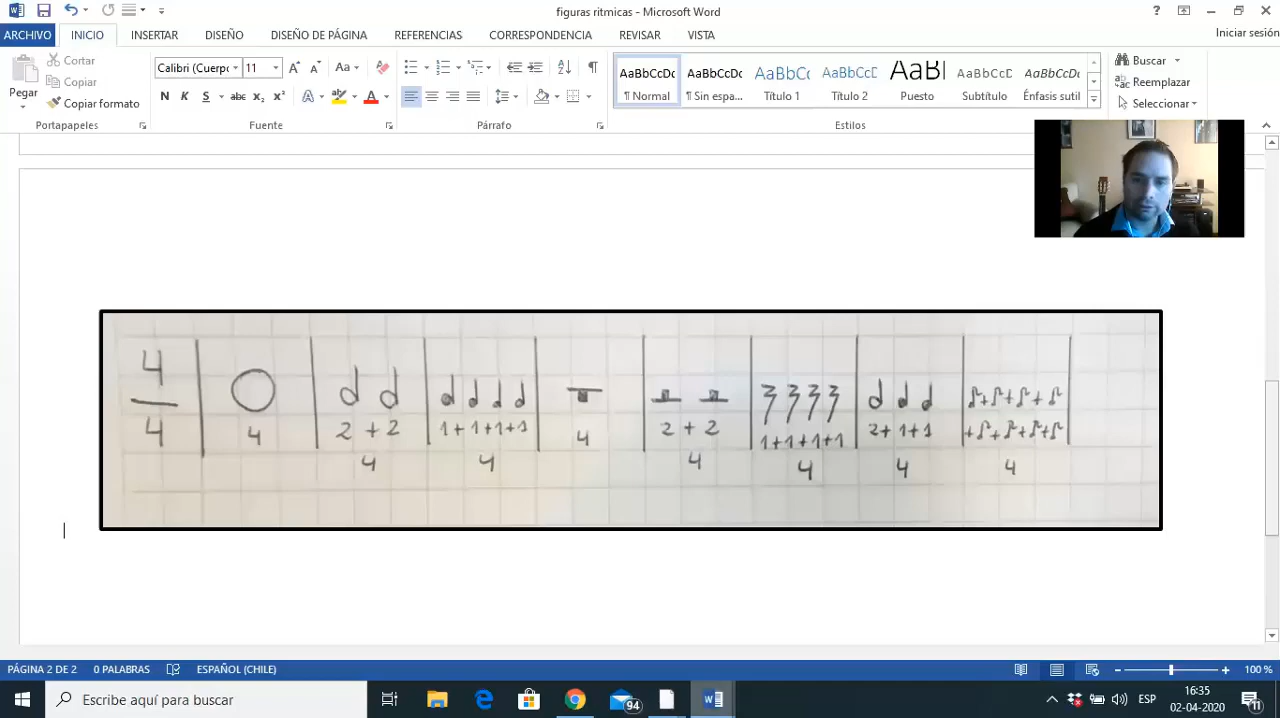 figuras ritmicas - Microsoft Word
ARCHIVO INICIO INSERTAR DISEÑO DISEÑO DE PÁGINA REFERENCIAS CORRESPONDENCIA REVISAR VISTA Iniciar sesión
Pegar
Cortar
Copiar
Copiar formato
Portapapeles
Calibri (Cuerpo 11 Aa
N K S abc x₂ x² A A
Fuente
Párrafo
AaBbCcDc AaBbCcDc AaBbCc AaBbCcC AaBl AaBbCcD AaBbCcDc
¶ Normal ¶ Sin espa... Título 1 Título 2 Puesto Subtítulo Énfasis sutil
Estilos
Buscar
Reemplazar
Seleccionar
4
4
4 2 + 2 1+1+1+1 4 2 + 2 1+1+1+1 2+1+1
4 4 4 4 4 4
PÁGINA 2 DE 2 0 PALABRAS ESPAÑOL (CHILE) 100 %
Escribe aquí para buscar 94 ESP 16:35
02-04-2020 11